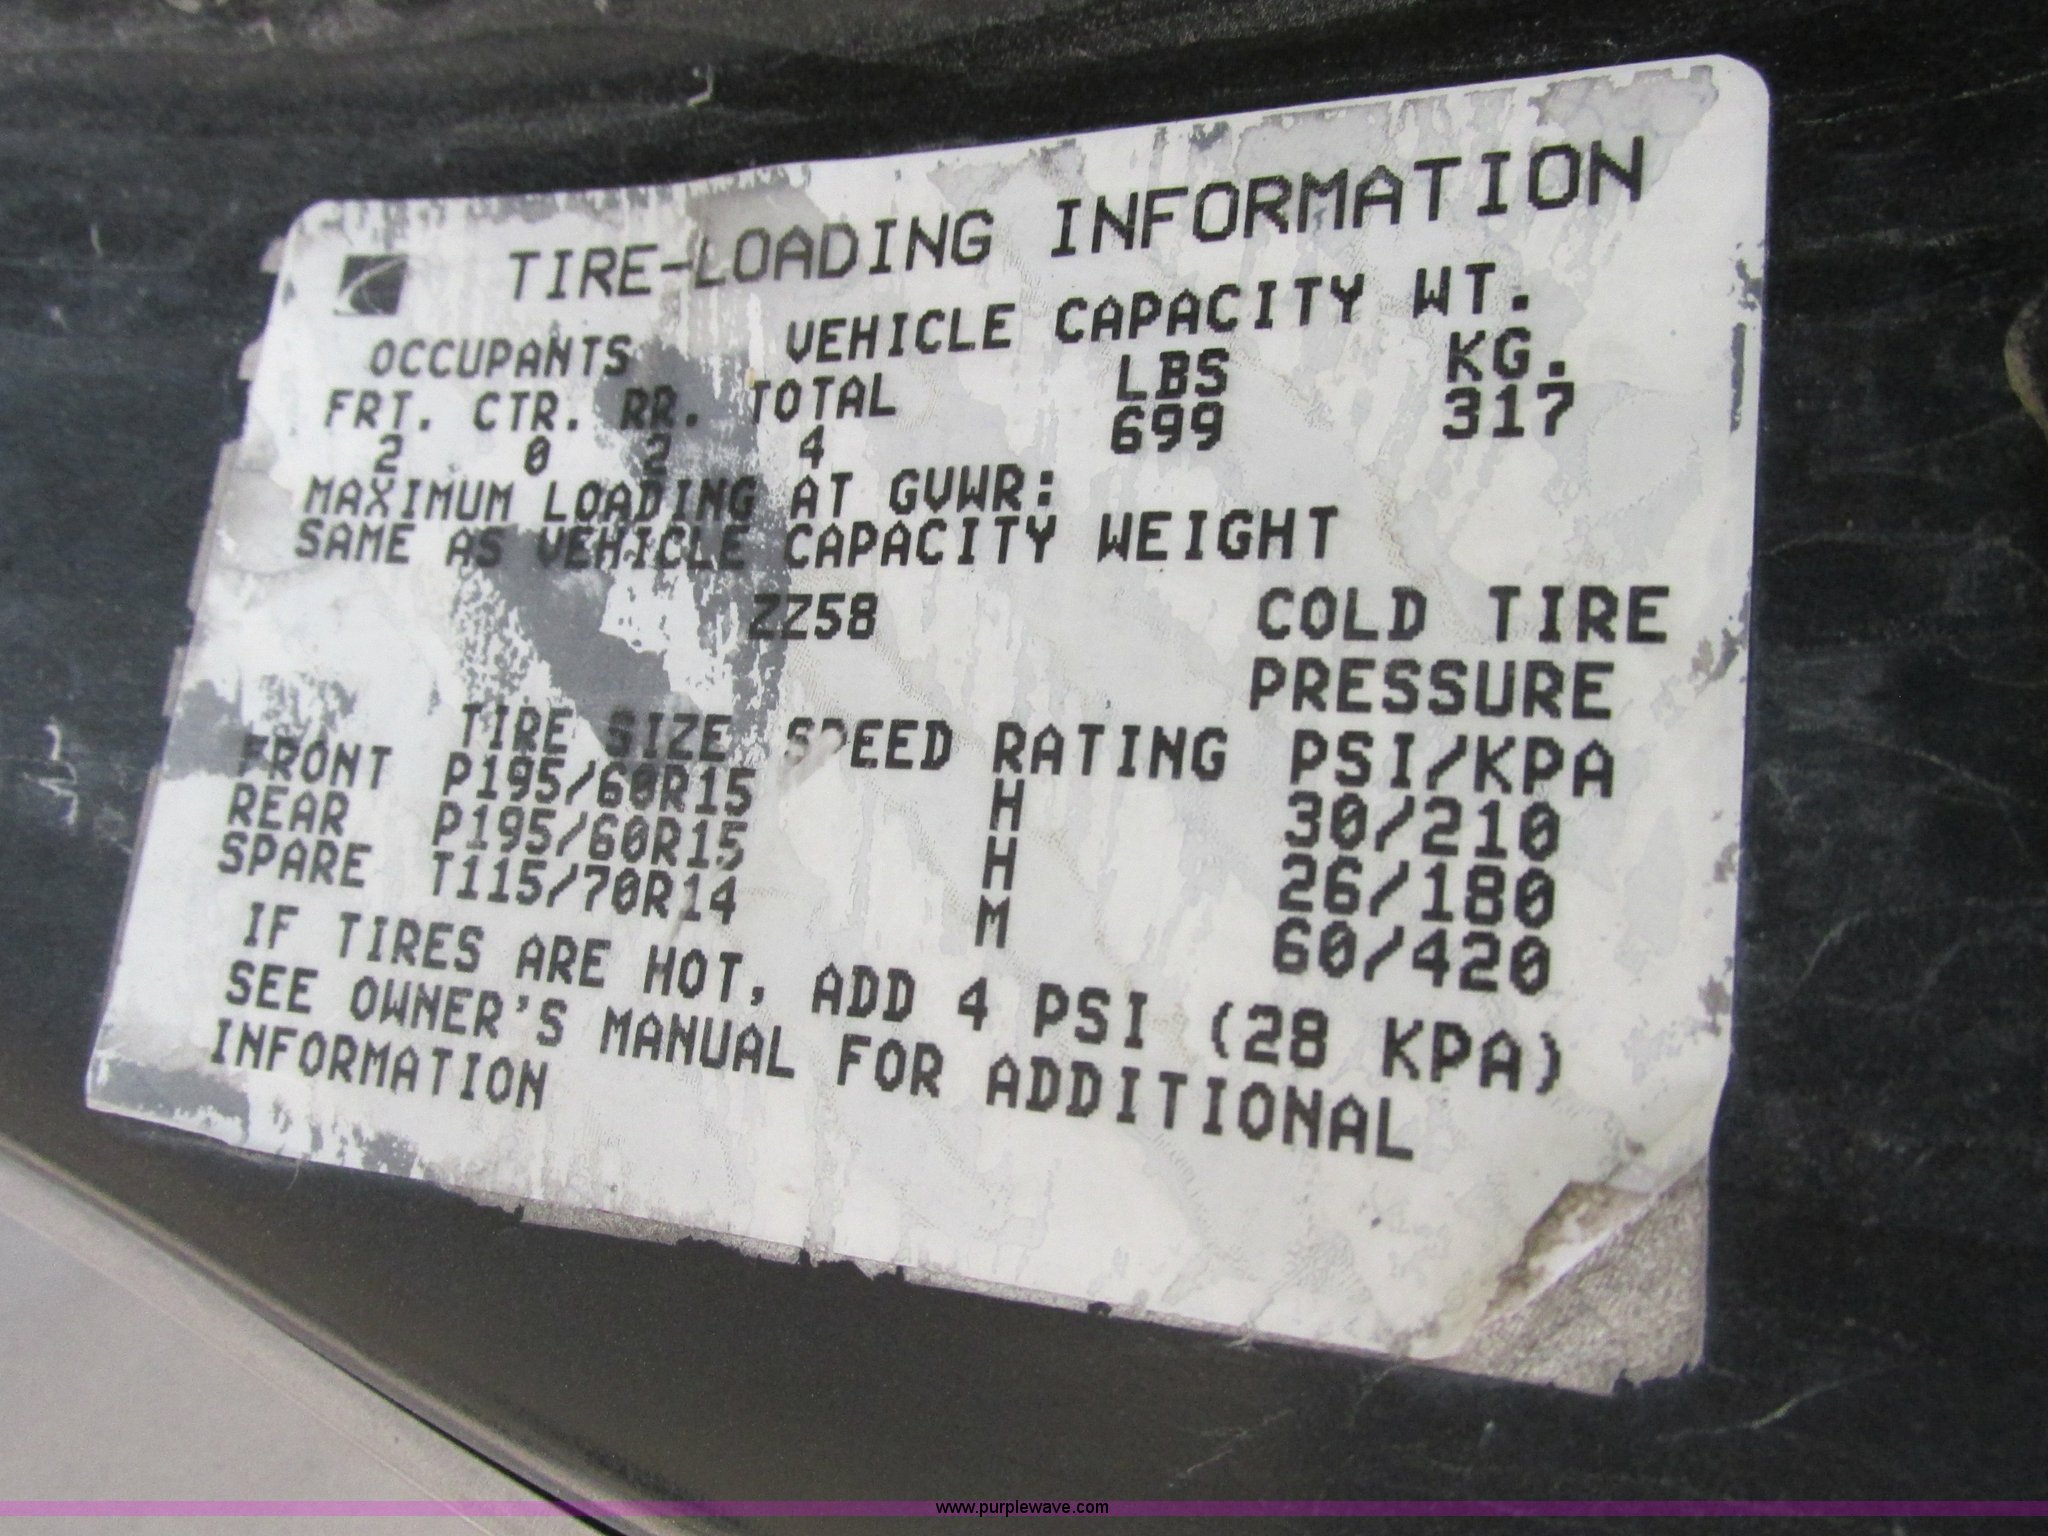 TIRE-LOADING INFORMATION
OCCUPANTS VEHICLE CAPACITY WT.
FRT. CTR. RR. TOTAL LBS KG.
2 0 2 4 699 317
MAXIMUM LOADING AT GVWR:
SAME AS VEHICLE CAPACITY WEIGHT
ZZ58 COLD TIRE
PRESSURE
TIRE SIZE SPEED RATING PSI/KPA
FRONT P195/60R15 H 30/210
REAR P195/60R15 H 26/180
SPARE T115/70R14 M 60/420
IF TIRES ARE HOT, ADD 4 PSI (28 KPA)
SEE OWNER'S MANUAL FOR ADDITIONAL
INFORMATION
www.purplewave.com